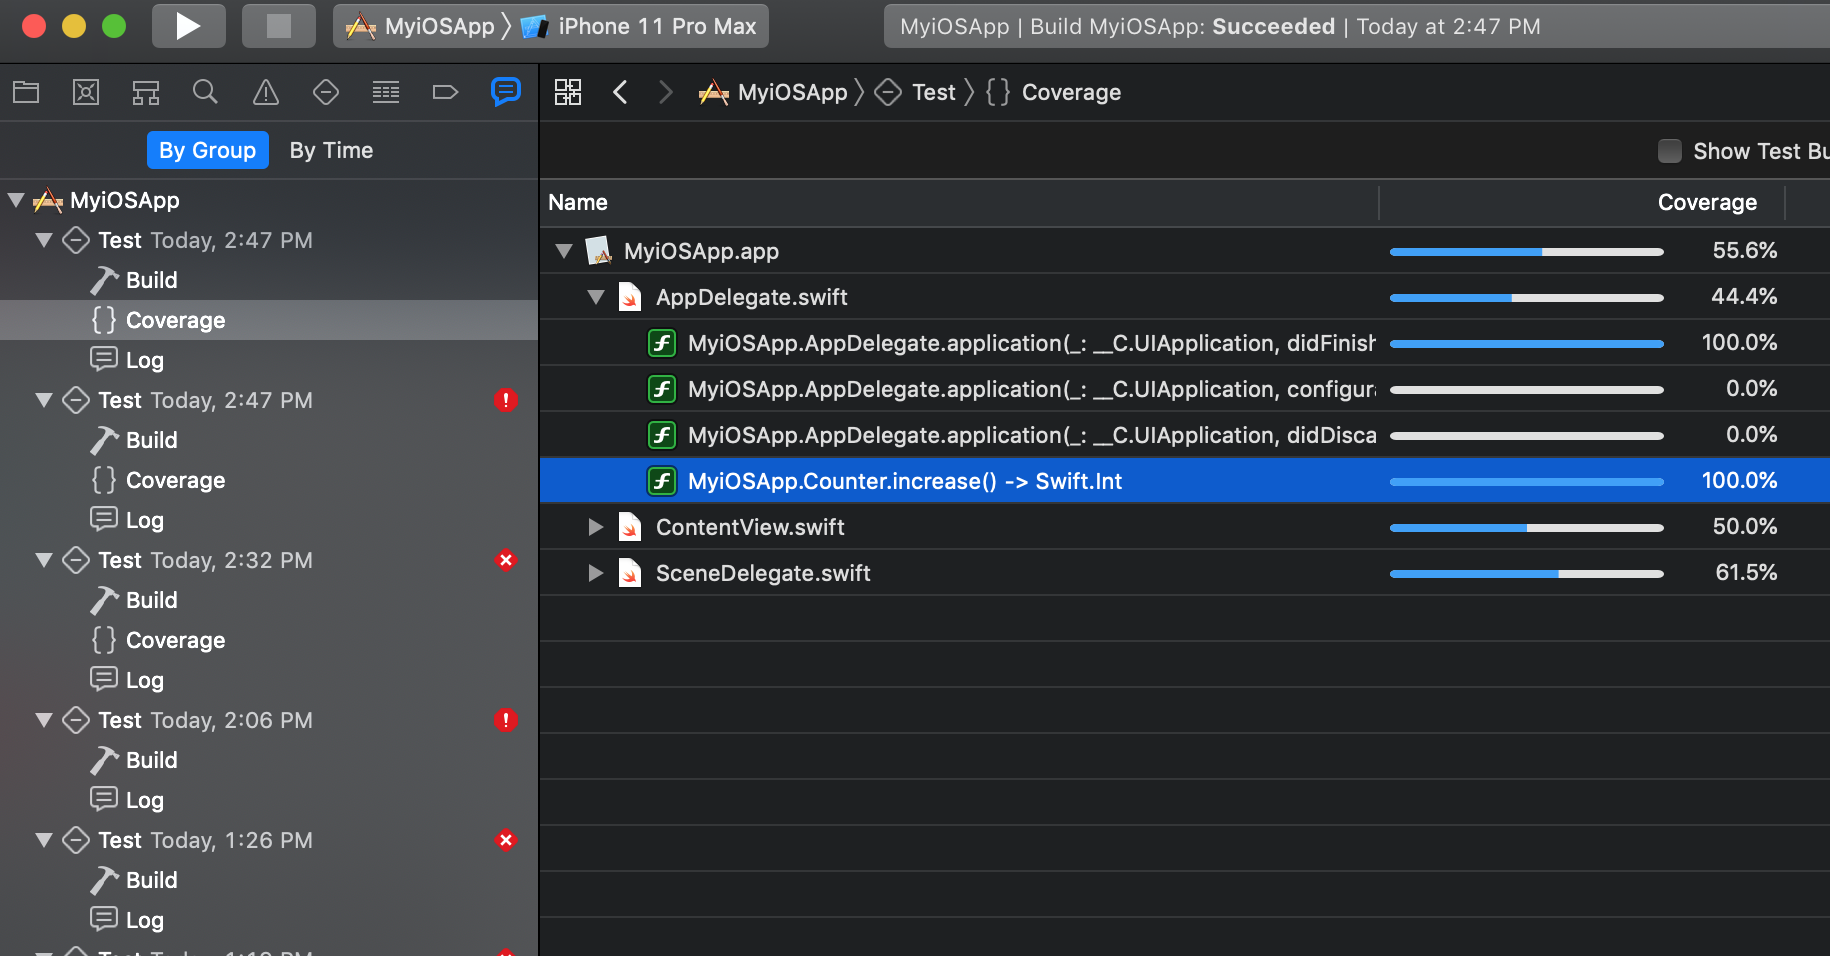 MyiOSApp iPhone 11 Pro Max
MyiOSApp | Build MyiOSApp: Succeeded | Today at 2:47 PM
MyiOSApp Test {} Coverage
By Group By Time
Show Test Bu
MyiOSApp
Test Today, 2:47 PM
Build
{} Coverage
Log
Test Today, 2:47 PM
Build
{} Coverage
Log
Test Today, 2:32 PM
Build
{} Coverage
Log
Test Today, 2:06 PM
Build
Log
Test Today, 1:26 PM
Build
Log
Name Coverage
MyiOSApp.app 55.6%
AppDelegate.swift 44.4%
MyiOSApp.AppDelegate.application(_: __C.UIApplication, didFinish 100.0%
MyiOSApp.AppDelegate.application(_: __C.UIApplication, configura 0.0%
MyiOSApp.AppDelegate.application(_: __C.UIApplication, didDisca 0.0%
MyiOSApp.Counter.increase() -> Swift.Int 100.0%
ContentView.swift 50.0%
SceneDelegate.swift 61.5%